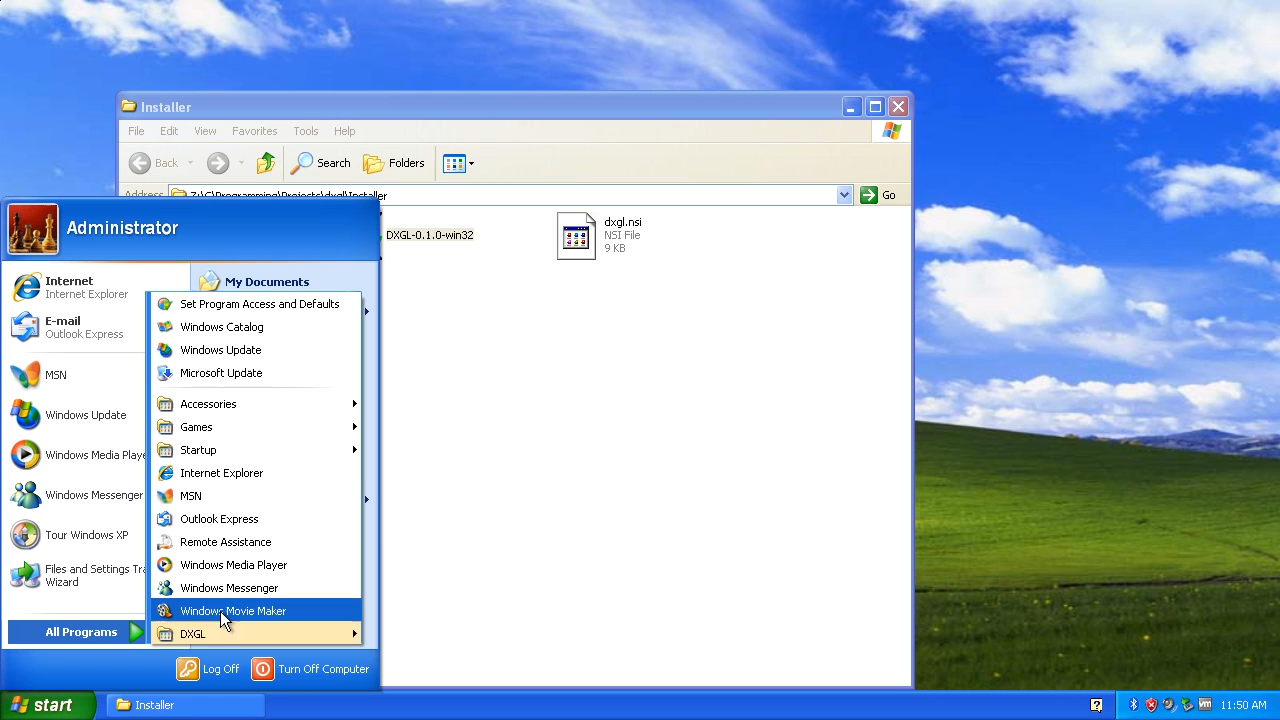 Installer
File Edit View Favorites Tools Help
Back Search Folders
Address Z:\C\Programming\Projects\dxgl\Installer Go
DXGL-0.1.0-win32
dxgl.nsi
NSI File
9 KB
Administrator
Internet
Internet Explorer
E-mail
Outlook Express
MSN
Windows Update
Windows Media Playe
Windows Messenger
Tour Windows XP
Files and Settings Tra
Wizard
All Programs
My Documents
Set Program Access and Defaults
Windows Catalog
Windows Update
Microsoft Update
Accessories
Games
Startup
Internet Explorer
MSN
Outlook Express
Remote Assistance
Windows Media Player
Windows Messenger
Windows Movie Maker
DXGL
Log Off Turn Off Computer
start Installer 11:50 AM